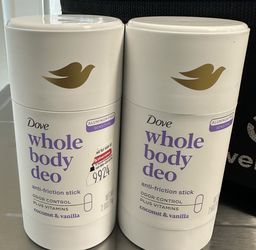 Dove
whole
body
deo
anti-friction stick
ODOR CONTROL
PLUS VITAMINS
coconut & vanilla
9924
Dove
whole
body
deo
anti-friction stick
ODOR CONTROL
PLUS VITAMINS
coconut & vanilla